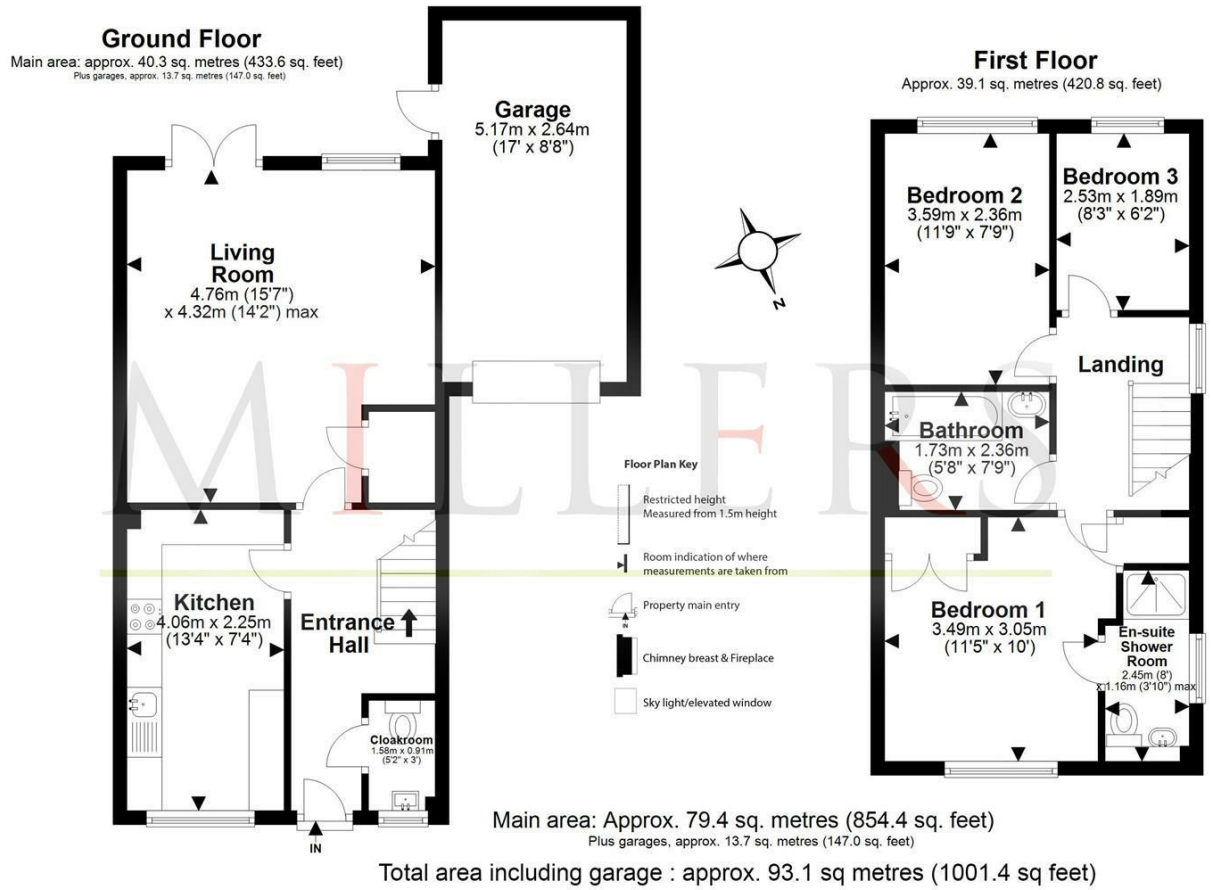 Ground Floor
Main area: approx. 40.3 sq. metres (433.6 sq. feet)
Plus garages, approx. 13.7 sq. metres (147.0 sq. feet)
Garage
5.17m x 2.64m
(17' x 8'8")
Living
Room
4.76m (15'7")
x 4.32m (14'2") max
Kitchen
4.06m x 2.25m
(13'4" x 7'4")
Entrance
Hall
Cloakroom
1.58m x 0.91m
(5'2" x 3')
IN
First Floor
Approx. 39.1 sq. metres (420.8 sq. feet)
Bedroom 2
3.59m x 2.36m
(11'9" x 7'9")
Bedroom 3
2.53m x 1.89m
(8'3" x 6'2")
Landing
Bathroom
1.73m x 2.36m
(5'8" x 7'9")
Bedroom 1
3.49m x 3.05m
(11'5" x 10')
En-suite
Shower
Room
2.45m (8')
x 1.16m (3'10") max
N
MILLERS
Floor Plan Key
Restricted height
Measured from 1.5m height
Room indication of where
measurements are taken from
Property main entry
IN
Chimney breast & Fireplace
Sky light/elevated window
Main area: Approx. 79.4 sq. metres (854.4 sq. feet)
Plus garages, approx. 13.7 sq. metres (147.0 sq. feet)
Total area including garage : approx. 93.1 sq metres (1001.4 sq feet)